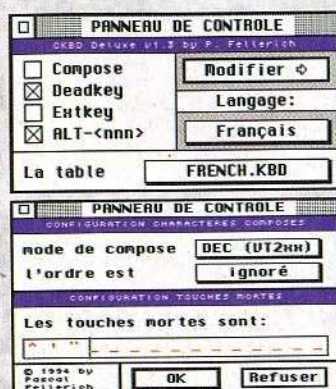 PANNEAU DE CONTROLE
CKBD Deluxe V1.3 by P. Fellerich
Compose
Modifier
Deadkey
Langage:
Extkey
ALT-<nnn>
Français
La table
FRENCH.KBD
PANNEAU DE CONTROLE
CONFIGURATION CHARACTERES COMPOSES
mode de compose
DEC (VT2xx)
l'ordre est
ignoré
CONFIGURATION TOUCHES MORTES
Les touches mortes sont:
© 1994 by
Pascal
Fellerich
OK
Refuser